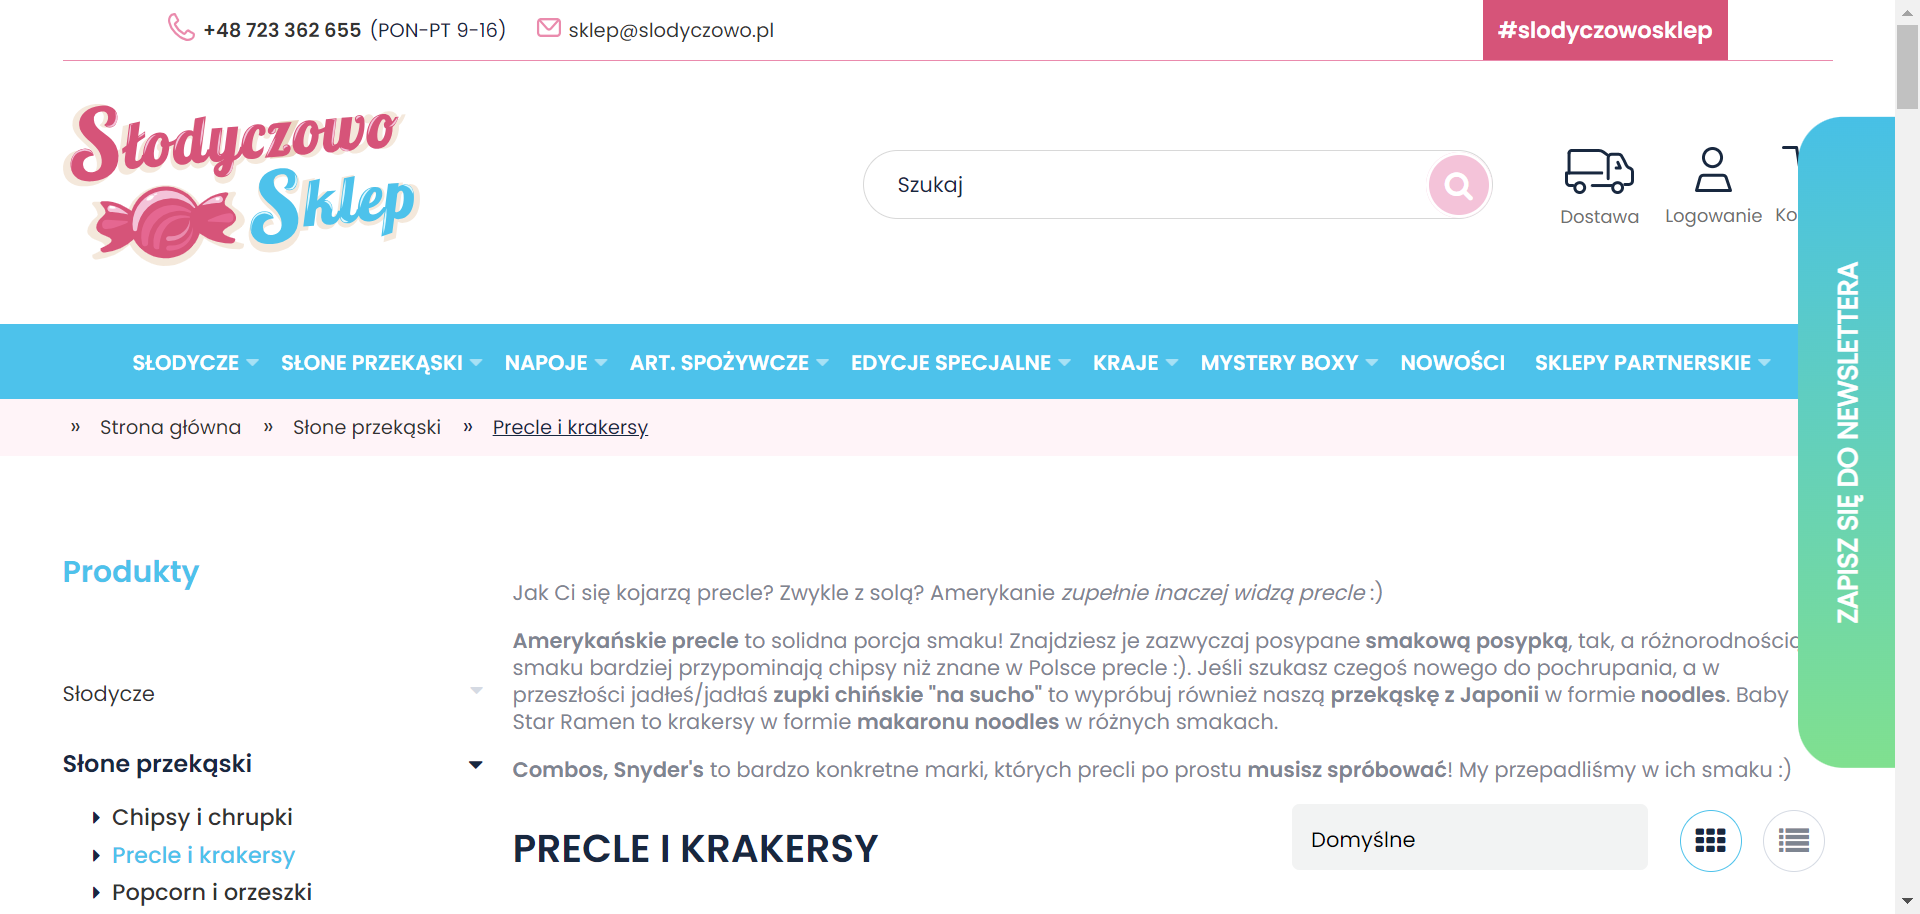 +48 723 362 655 (PON-PT 9-16) sklep@slodyczowo.pl #slodyczowosklep
Słodyczowo
Sklep
Szukaj
Dostawa Logowanie Ko
SŁODYCZE SŁONE PRZEKĄSKI NAPOJE ART. SPOŻYWCZE EDYCJE SPECJALNE KRAJE MYSTERY BOXY NOWOŚCI SKLEPY PARTNERSKIE
» Strona główna » Słone przekąski » Precle i krakersy
ZAPISZ SIĘ DO NEWSLETTERA
Produkty
Słodycze
Słone przekąski
Chipsy i chrupki
Precle i krakersy
Popcorn i orzeszki
Jak Ci się kojarzą precle? Zwykle z solą? Amerykanie zupełnie inaczej widzą precle :)
Amerykańskie precle to solidna porcja smaku! Znajdziesz je zazwyczaj posypane smakową posypką, tak, a różnorodności
smaku bardziej przypominają chipsy niż znane w Polsce precle :). Jeśli szukasz czegoś nowego do pochrupania, a w
przeszłości jadłeś/jadłaś zupki chińskie "na sucho" to wypróbuj również naszą przekąskę z Japonii w formie noodles. Baby
Star Ramen to krakersy w formie makaronu noodles w różnych smakach.
Combos, Snyder's to bardzo konkretne marki, których precli po prostu musisz spróbować! My przepadliśmy w ich smaku :)
PRECLE I KRAKERSY
Domyślne